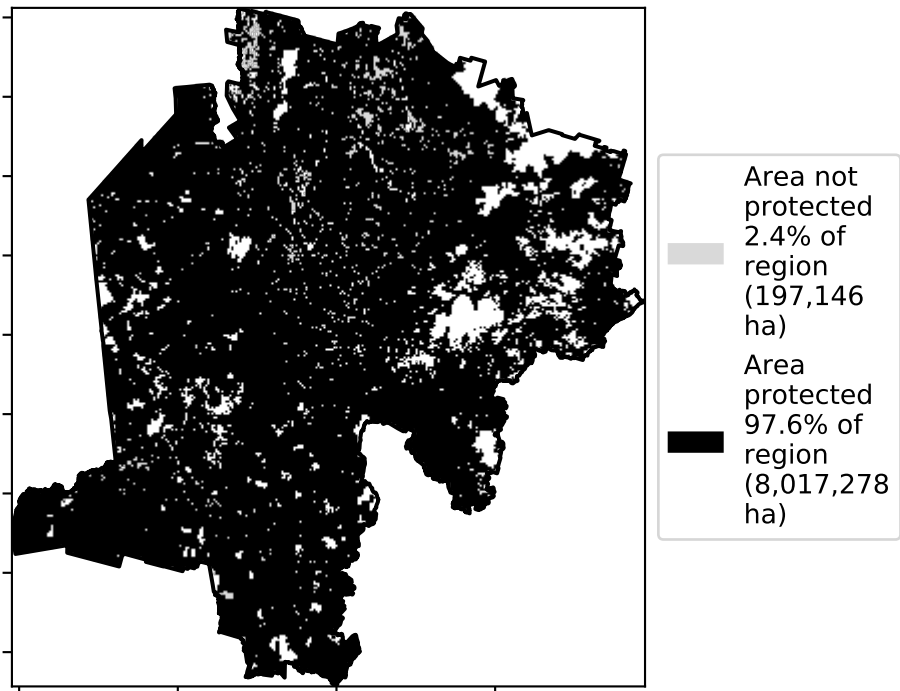 Area not
protected
2.4% of
region
(197,146
ha)
Area
protected
97.6% of
region
(8,017,278
ha)